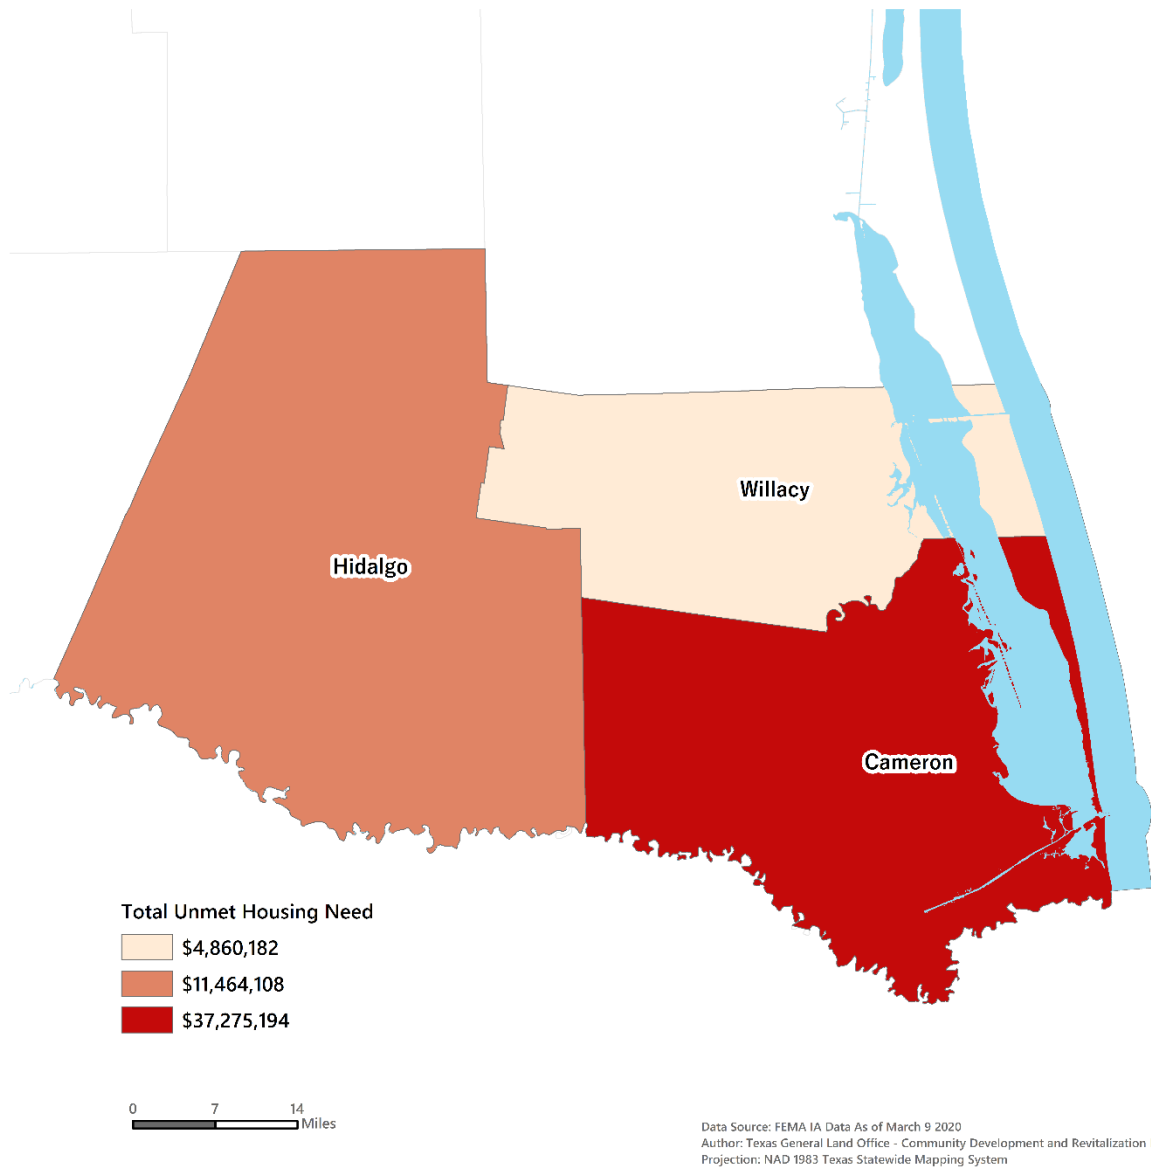 Willacy
Hidalgo
Cameron
Total Unmet Housing Need
$4,860,182
$11,464,108
$37,275,194
0 7 14
Miles
Data Source: FEMA IA Data As of March 9 2020
Author: Texas General Land Office - Community Development and Revitalization
Projection: NAD 1983 Texas Statewide Mapping System